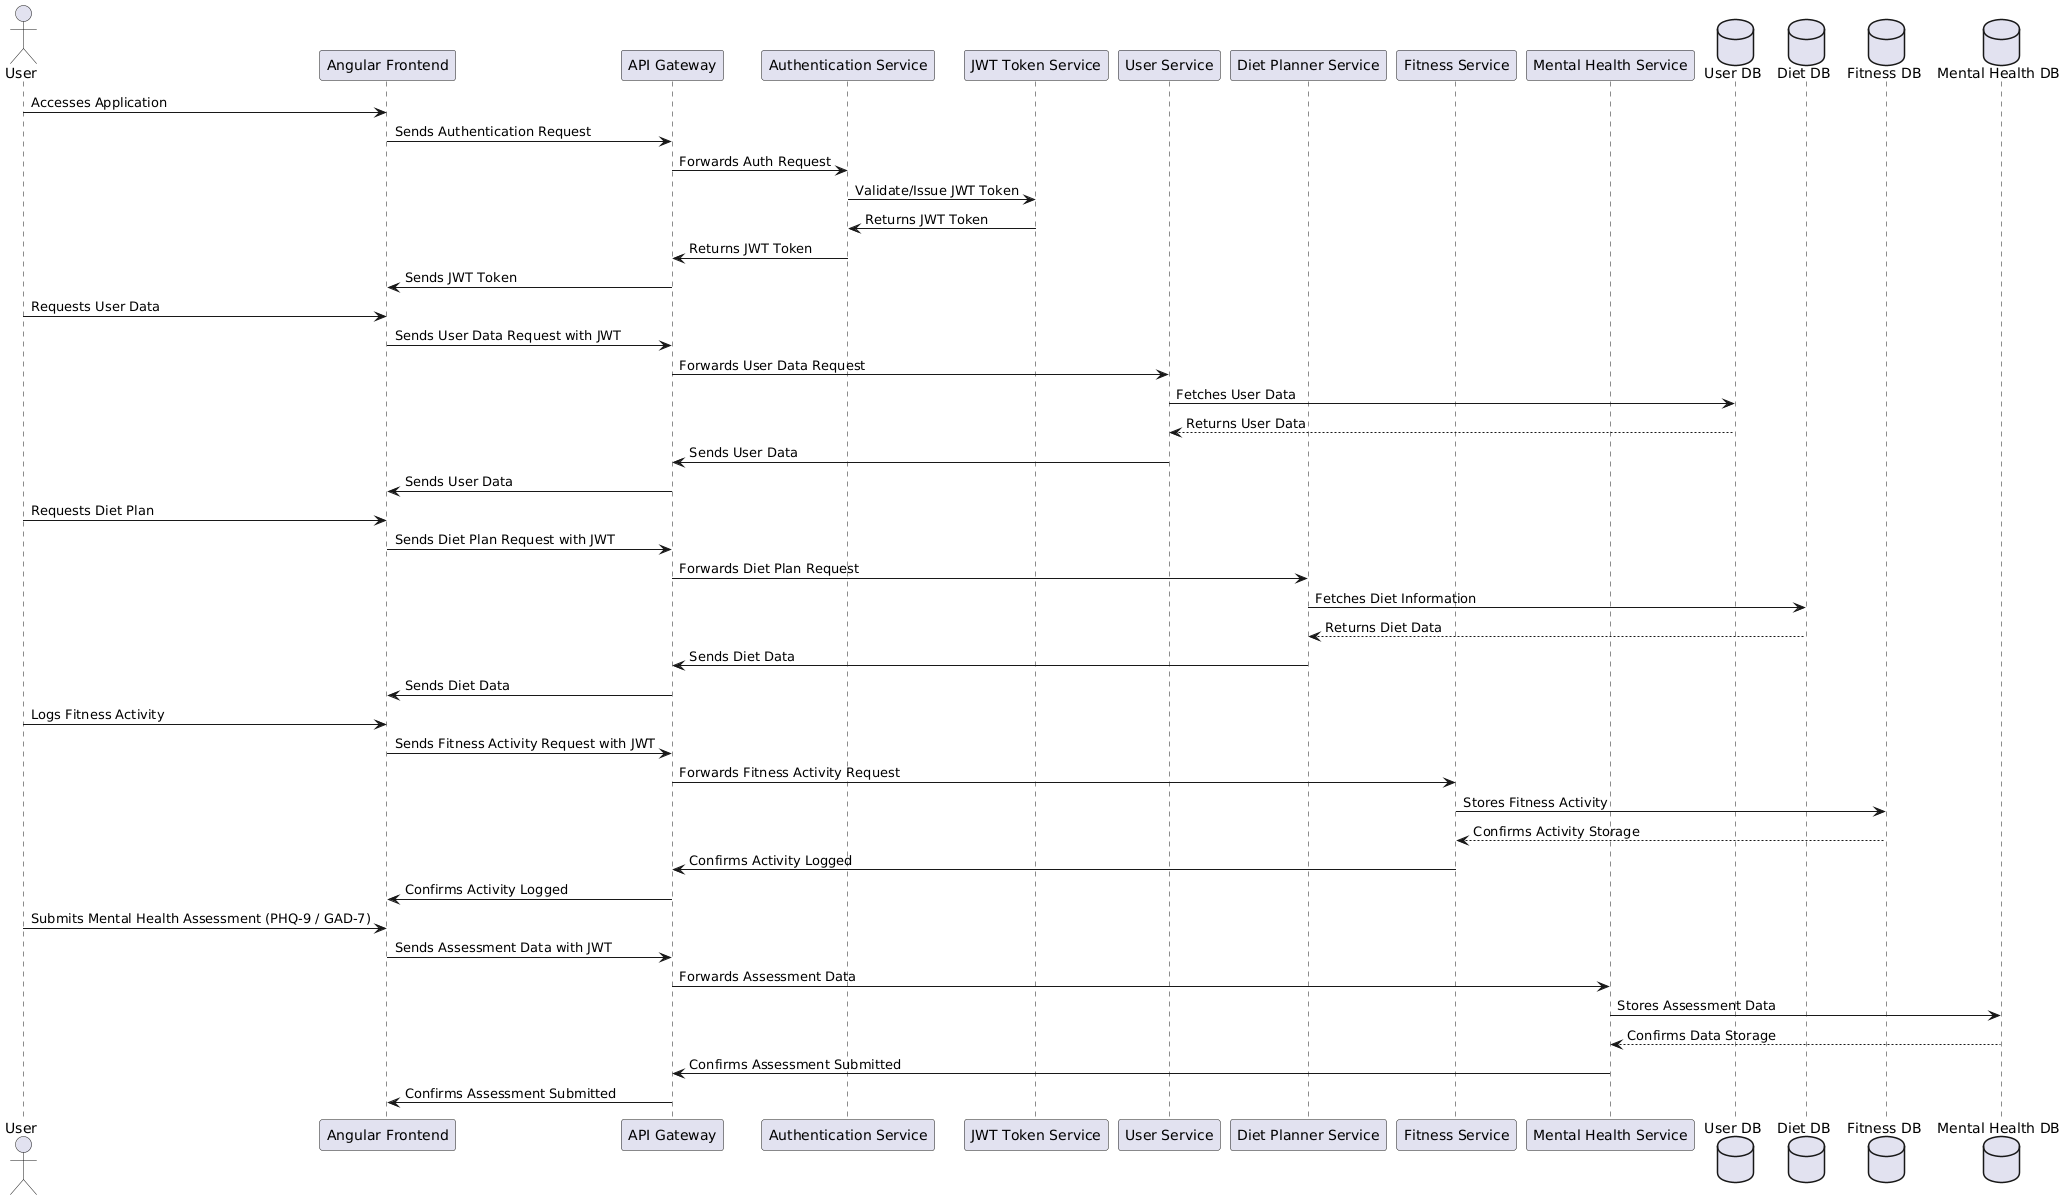 User
Angular Frontend
API Gateway
Authentication Service
JWT Token Service
User Service
Diet Planner Service
Fitness Service
Mental Health Service
User DB
Diet DB
Fitness DB
Mental Health DB
Accesses Application
Sends Authentication Request
Forwards Auth Request
Validate/Issue JWT Token
Returns JWT Token
Returns JWT Token
Sends JWT Token
Requests User Data
Sends User Data Request with JWT
Forwards User Data Request
Fetches User Data
Returns User Data
Sends User Data
Sends User Data
Requests Diet Plan
Sends Diet Plan Request with JWT
Forwards Diet Plan Request
Fetches Diet Information
Returns Diet Data
Sends Diet Data
Sends Diet Data
Logs Fitness Activity
Sends Fitness Activity Request with JWT
Forwards Fitness Activity Request
Stores Fitness Activity
Confirms Activity Storage
Confirms Activity Logged
Confirms Activity Logged
Submits Mental Health Assessment (PHQ-9 / GAD-7)
Sends Assessment Data with JWT
Forwards Assessment Data
Stores Assessment Data
Confirms Data Storage
Confirms Assessment Submitted
Confirms Assessment Submitted
User
Angular Frontend
API Gateway
Authentication Service
JWT Token Service
User Service
Diet Planner Service
Fitness Service
Mental Health Service
User DB
Diet DB
Fitness DB
Mental Health DB